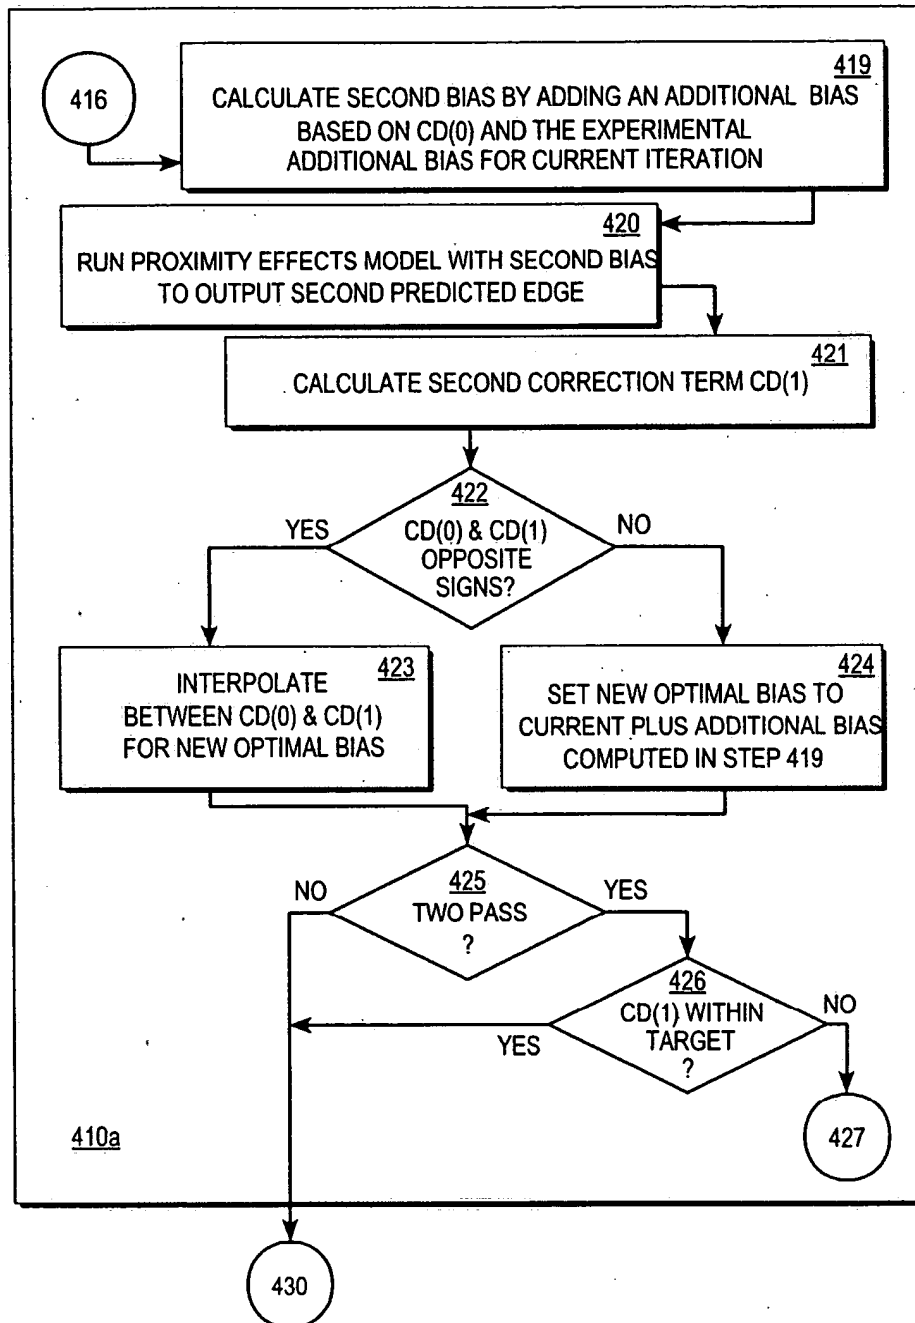 416
419
CALCULATE SECOND BIAS BY ADDING AN ADDITIONAL BIAS
BASED ON CD(0) AND THE EXPERIMENTAL
ADDITIONAL BIAS FOR CURRENT ITERATION
420
RUN PROXIMITY EFFECTS MODEL WITH SECOND BIAS
TO OUTPUT SECOND PREDICTED EDGE
421
CALCULATE SECOND CORRECTION TERM CD(1)
422
CD(0) & CD(1)
OPPOSITE
SIGNS?
YES
NO
423
INTERPOLATE
BETWEEN CD(0) & CD(1)
FOR NEW OPTIMAL BIAS
424
SET NEW OPTIMAL BIAS TO
CURRENT PLUS ADDITIONAL BIAS
COMPUTED IN STEP 419
425
TWO PASS
?
NO
YES
426
CD(1) WITHIN
TARGET
?
YES
NO
427
410a
430